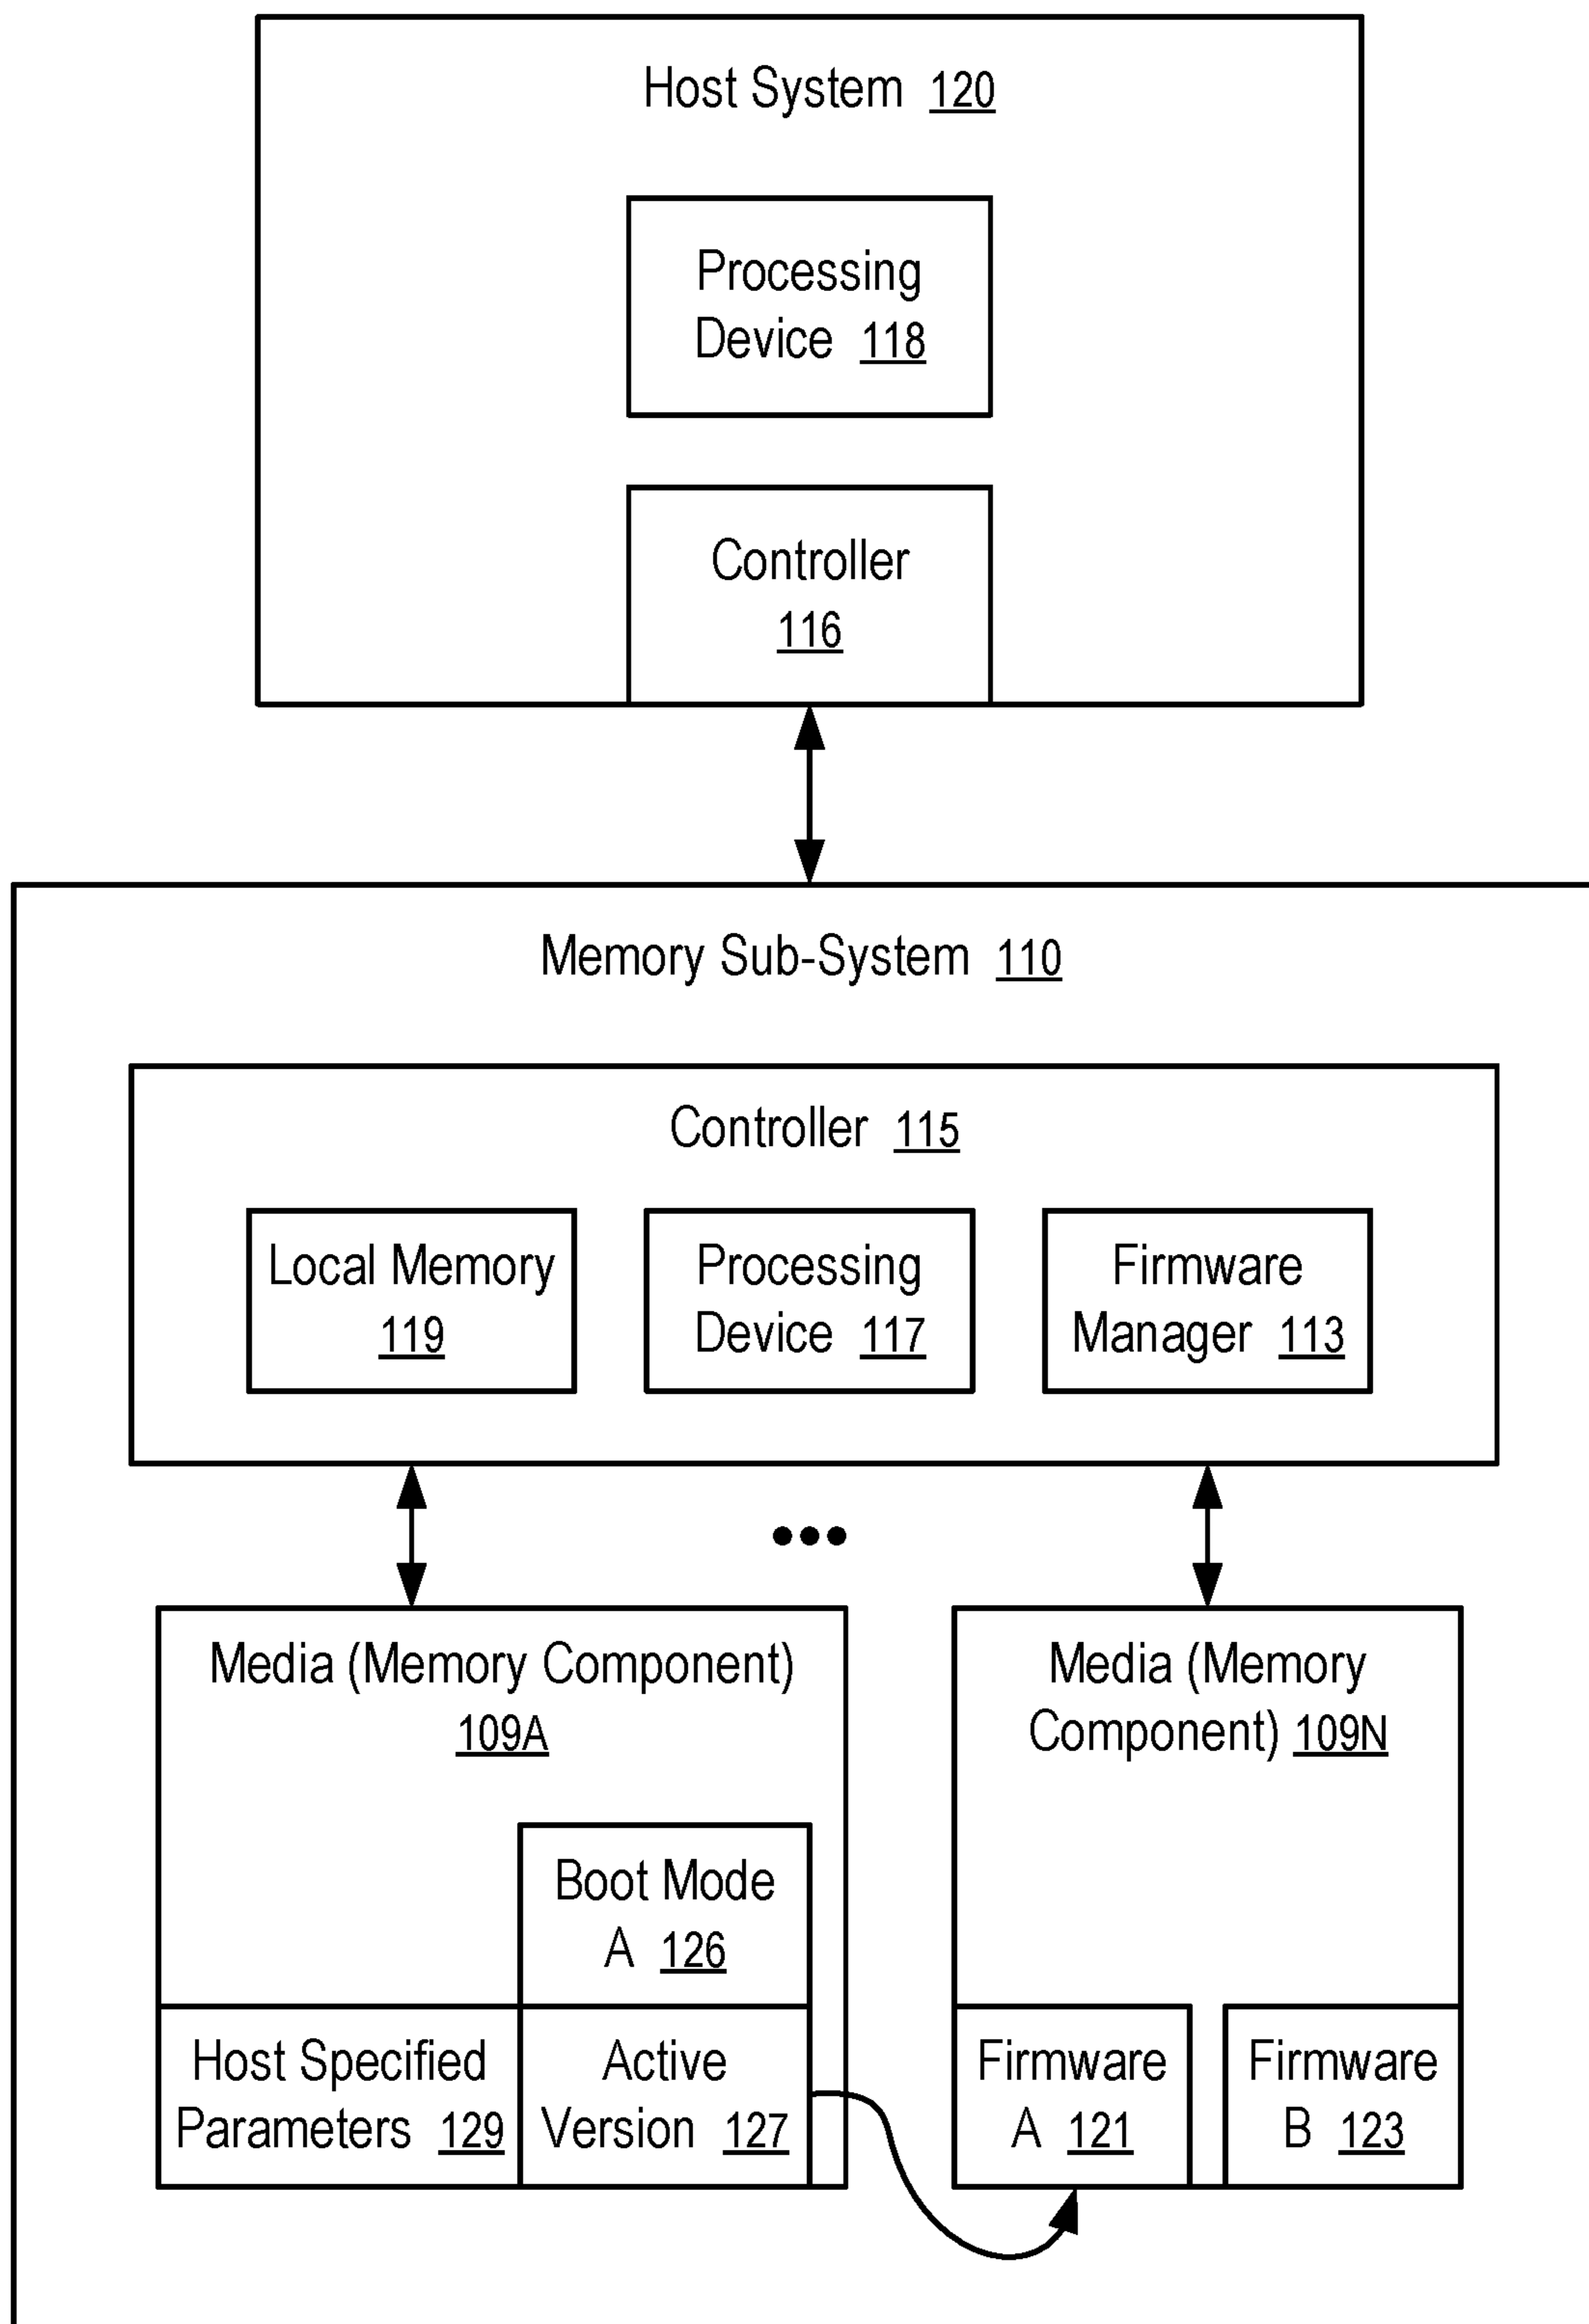 Host System 120
Processing
Device 118
Controller
116
Memory Sub-System 110
Controller 115
Local Memory
119
Processing
Device 117
Firmware
Manager 113
Media (Memory Component)
109A
Media (Memory
Component) 109N
Boot Mode
A 126
Host Specified
Parameters 129
Active
Version 127
Firmware
A 121
Firmware
B 123